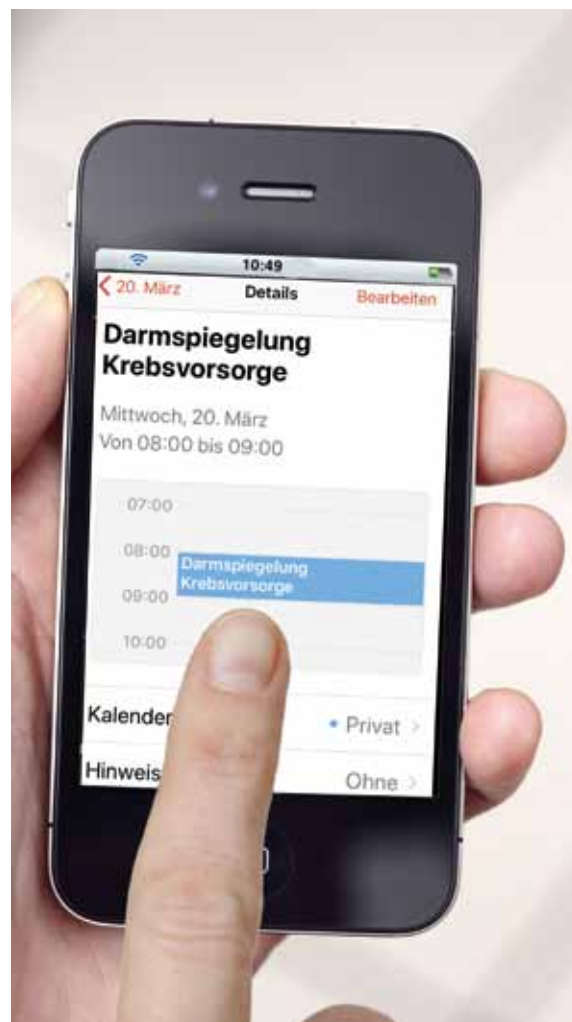 10:49
20. März Details Bearbeiten
Darmspiegelung
Krebsvorsorge
Mittwoch, 20. März
Von 08:00 bis 09:00
07:00
08:00
Darmspiegelung
Krebsvorsorge
09:00
10:00
Kalender Privat
Hinweis Ohne